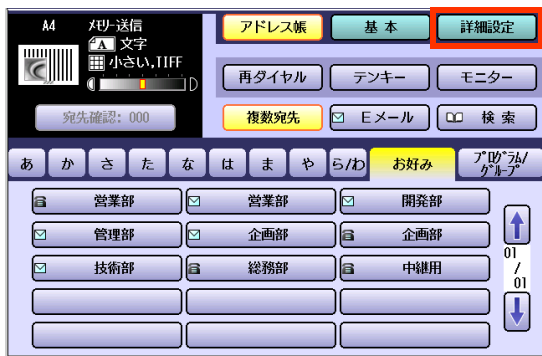 A4 メモリー送信
A 文字
小さい,TIFF
D
宛先確認: 000
アドレス帳 基本 詳細設定
再ダイヤル テンキー モニター
複数宛先 Eメール 検索
あ か さ た な は ま や ら/わ お好み プログラム/
グループ
営業部 営業部 開発部
管理部 企画部 企画部
技術部 総務部 中継用
01
/
01